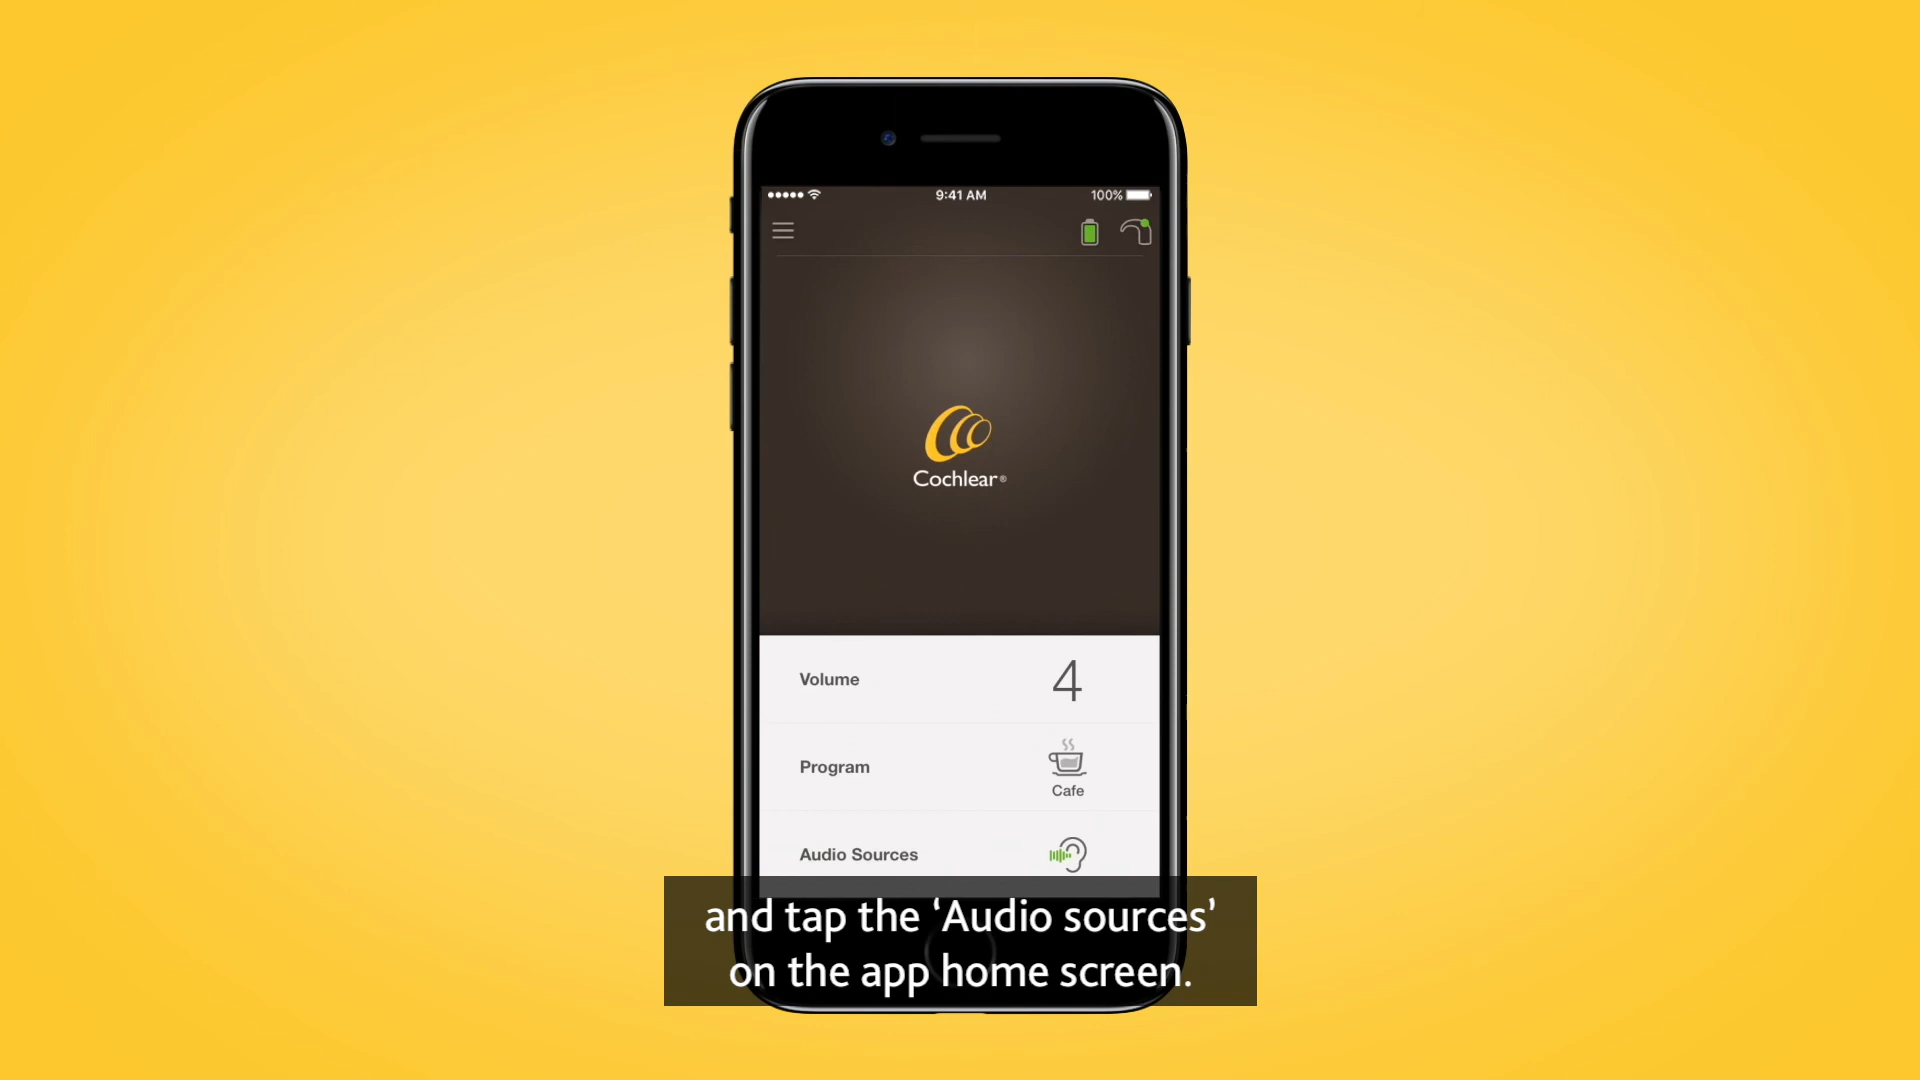 9:41 AM
100%
Cochlear®
Volume
4
Program
Cafe
Audio Sources
and tap the ‘Audio sources’
on the app home screen.